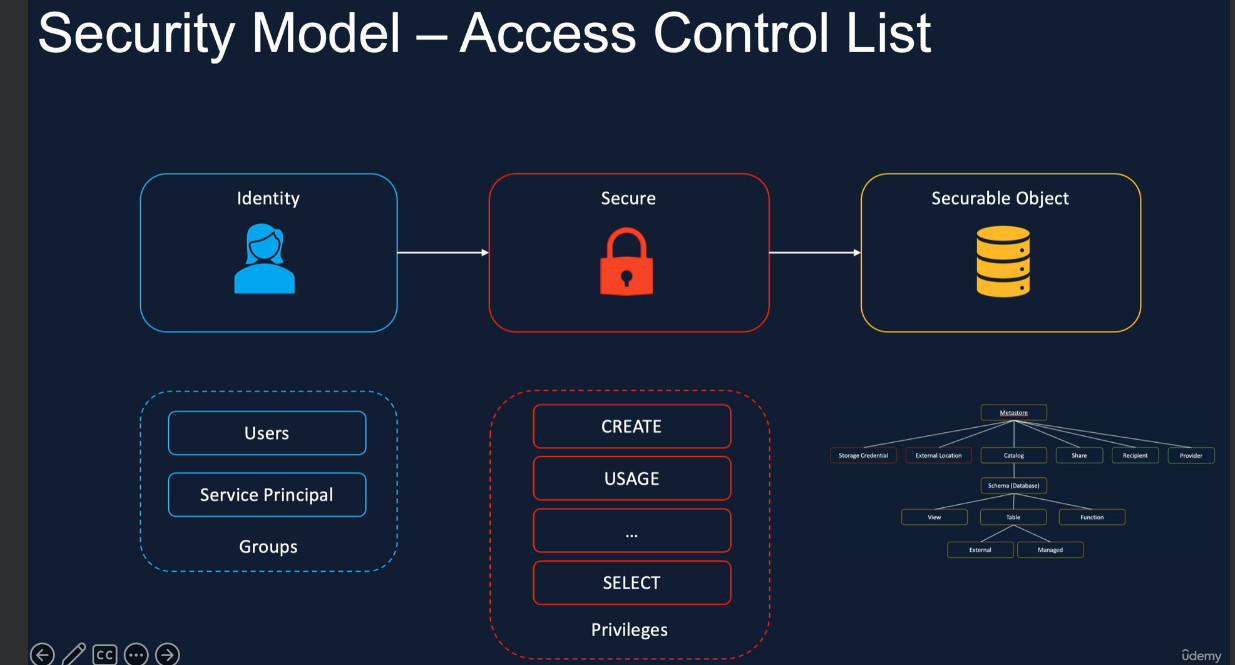 Security Model – Access Control List
Identity
Secure
Securable Object
Users
Service Principal
Groups
CREATE
USAGE
...
SELECT
Privileges
Metastore
Storage Credential
External Location
Catalog
Share
Recipient
Provider
Schema (Database)
View
Table
Function
External
Managed
CC
ûdemy